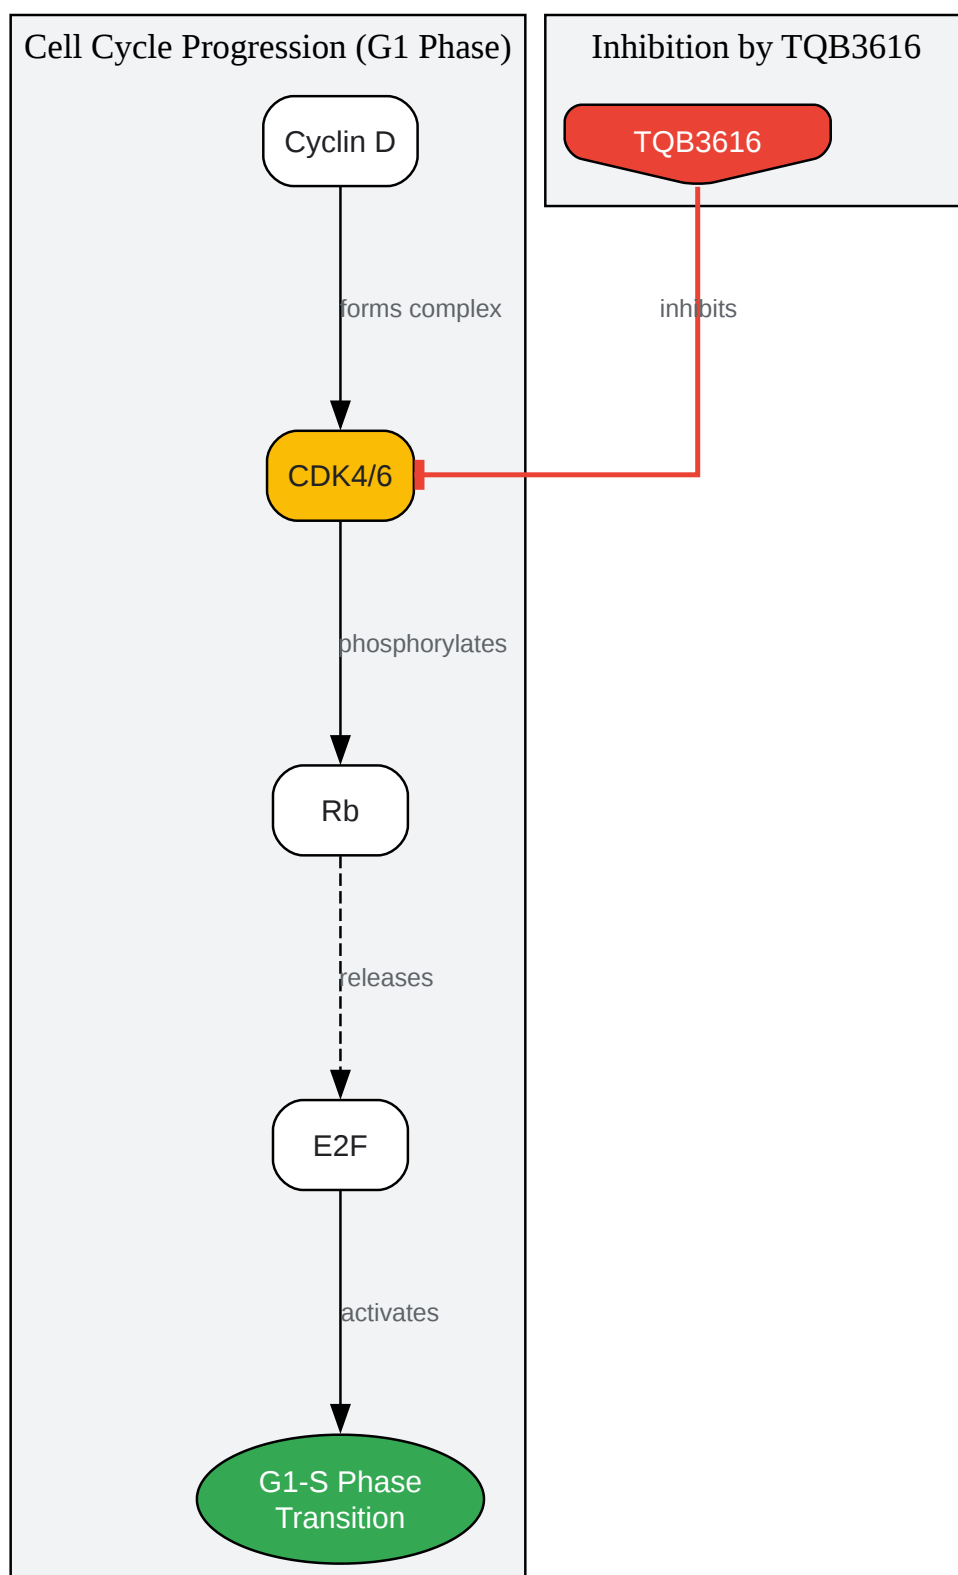 Cell Cycle Progression (G1 Phase)
Inhibition by TQB3616
Cyclin D
TQB3616
forms complex
inhibits
CDK4/6
phosphorylates
Rb
releases
E2F
activates
G1-S Phase
Transition